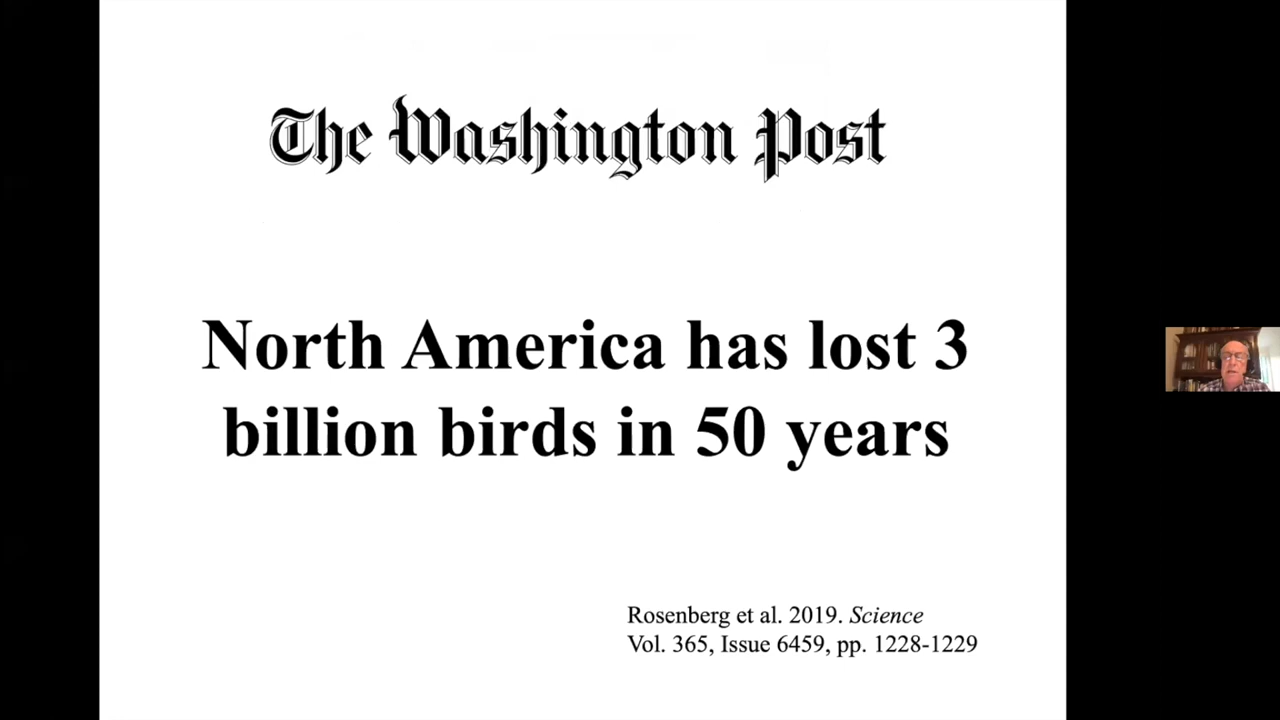 The Washington Post
North America has lost 3
billion birds in 50 years
Rosenberg et al. 2019. Science
Vol. 365, Issue 6459, pp. 1228-1229